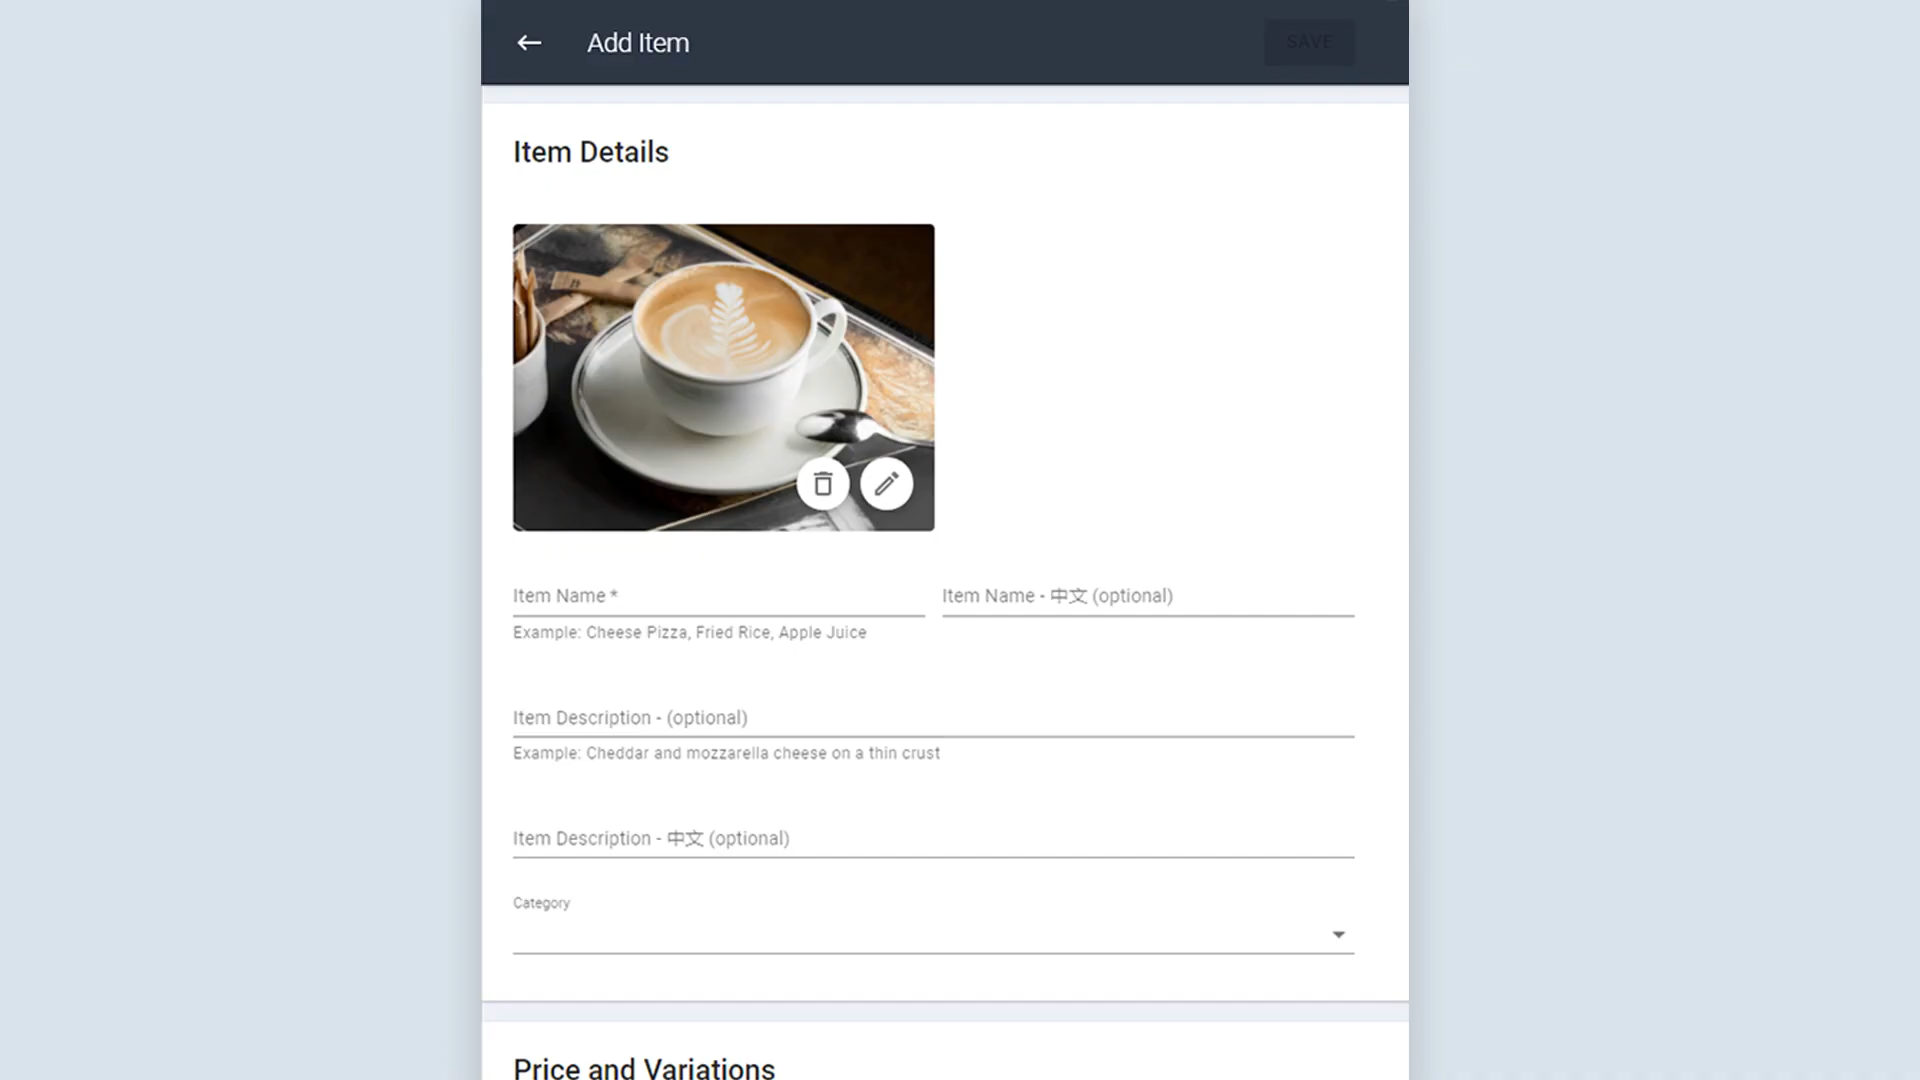 Add Item
SAVE
Item Details
Item Name *
Item Name - 中文 (optional)
Example: Cheese Pizza, Fried Rice, Apple Juice
Item Description - (optional)
Example: Cheddar and mozzarella cheese on a thin crust
Item Description - 中文 (optional)
Category
Price and Variations